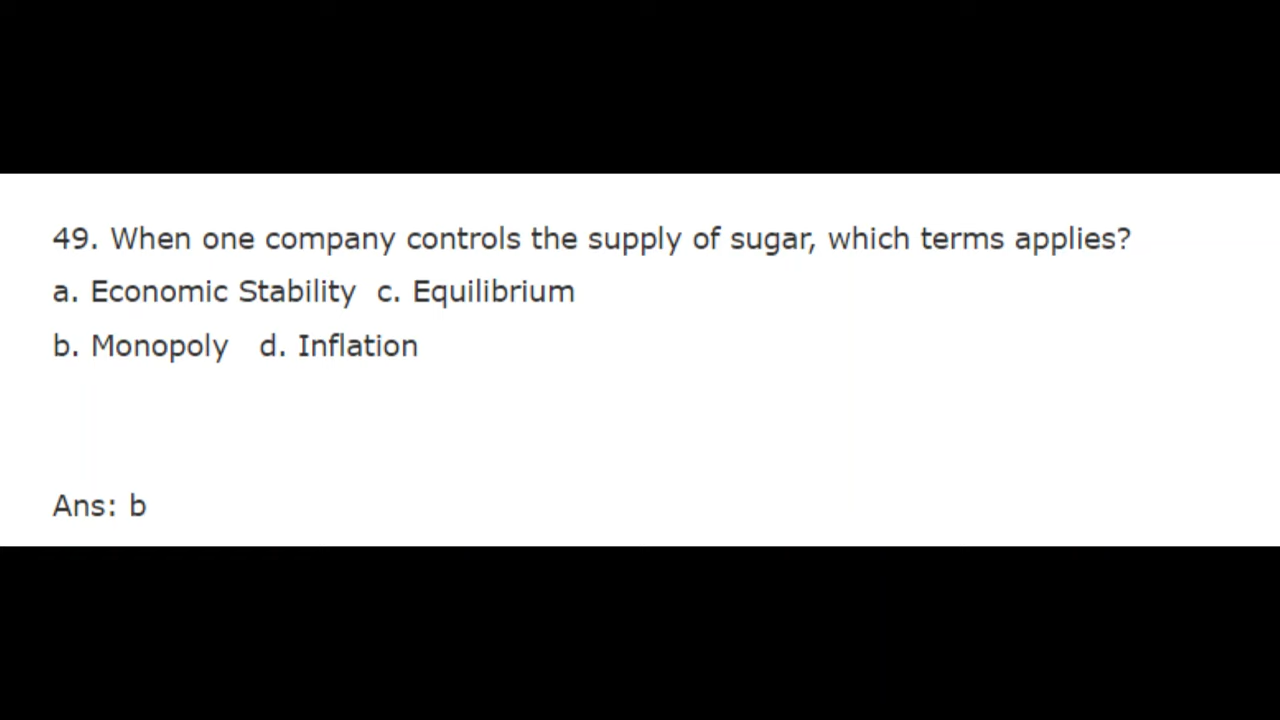 49. When one company controls the supply of sugar, which terms applies?
a. Economic Stability  c. Equilibrium
b. Monopoly   d. Inflation
Ans: b